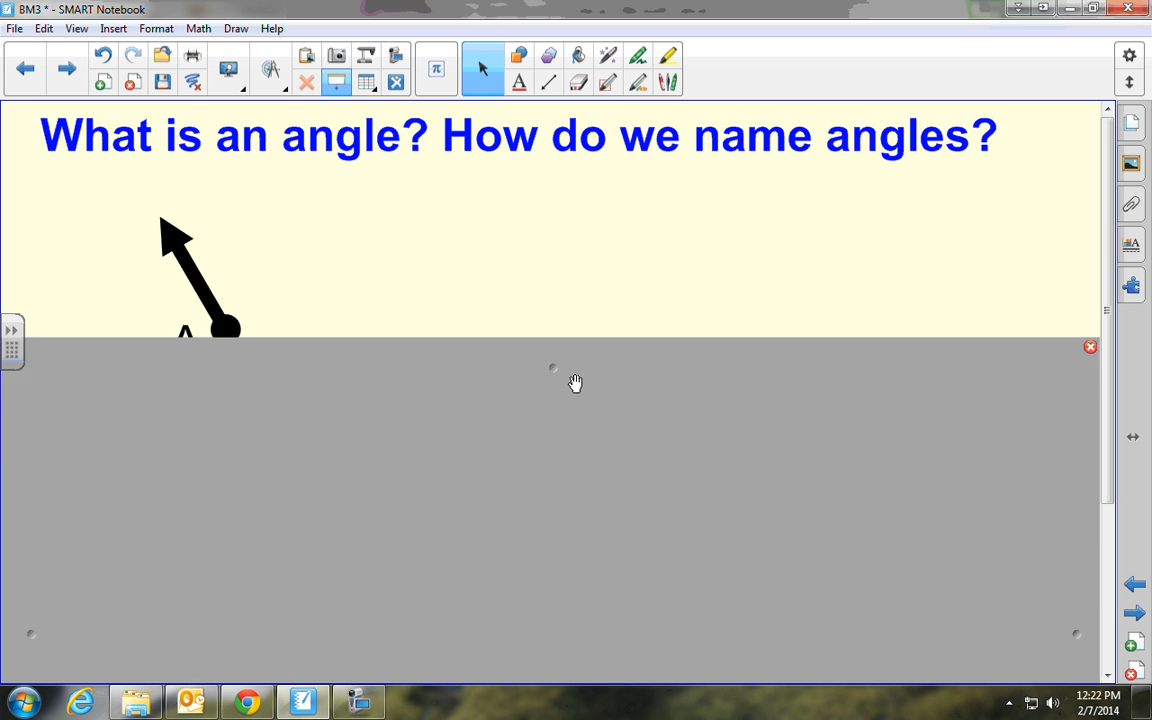 BM3 * - SMART Notebook
File Edit View Insert Format Math Draw Help
What is an angle? How do we name angles?
12:22 PM
2/7/2014